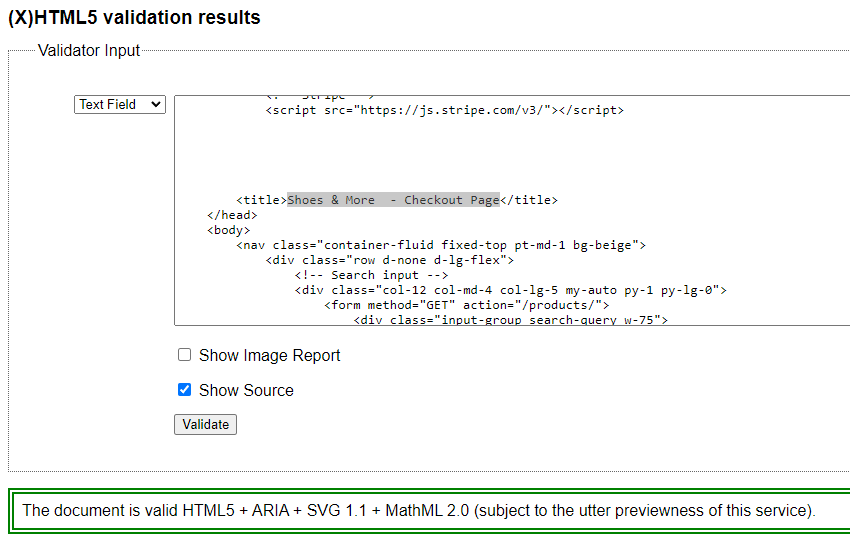 (X)HTML5 validation results
Validator Input
Text Field
<script src="https://js.stripe.com/v3/"></script>
<title>Shoes & More  - Checkout Page</title>
</head>
<body>
<nav class="container-fluid fixed-top pt-md-1 bg-beige">
<div class="row d-none d-lg-flex">
<!-- Search input -->
<div class="col-12 col-md-4 col-lg-5 my-auto py-1 py-lg-0">
<form method="GET" action="/products/">
<div class="input-group search-query w-75">
Show Image Report
Show Source
Validate
The document is valid HTML5 + ARIA + SVG 1.1 + MathML 2.0 (subject to the utter previewness of this service).